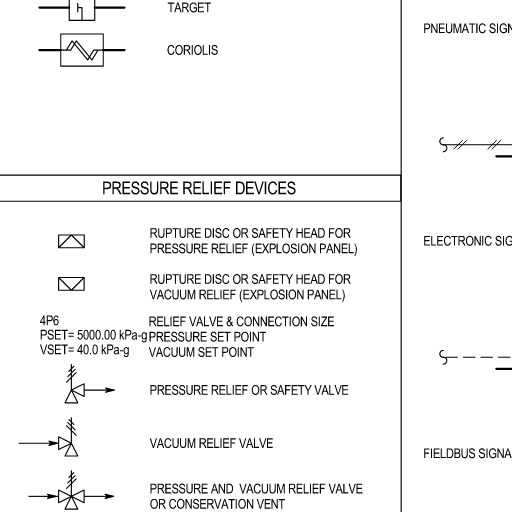 TARGET
CORIOLIS
PRESSURE RELIEF DEVICES
RUPTURE DISC OR SAFETY HEAD FOR
PRESSURE RELIEF (EXPLOSION PANEL)
RUPTURE DISC OR SAFETY HEAD FOR
VACUUM RELIEF (EXPLOSION PANEL)
4P6 RELIEF VALVE & CONNECTION SIZE
PSET= 5000.00 kPa-g PRESSURE SET POINT
VSET= 40.0 kPa-g VACUUM SET POINT
PRESSURE RELIEF OR SAFETY VALVE
VACUUM RELIEF VALVE
PRESSURE AND VACUUM RELIEF VALVE
OR CONSERVATION VENT
PNEUMATIC SIGN
ELECTRONIC SIG
FIELDBUS SIGNA